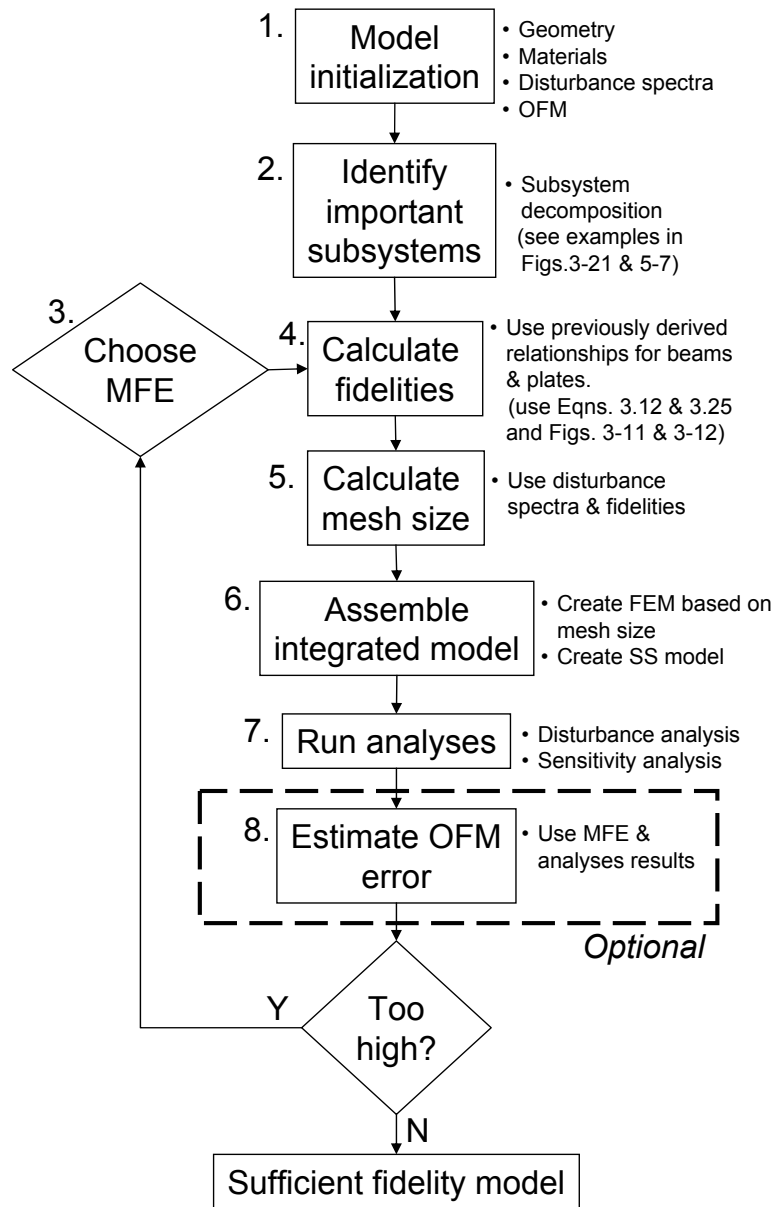 1.
Model
initialization
• Geometry
• Materials
• Disturbance spectra
• OFM
2.
Identify
important
subsystems
• Subsystem
decomposition
(see examples in
Figs.3-21 & 5-7)
3.
Choose
MFE
4.
Calculate
fidelities
• Use previously derived
relationships for beams
& plates.
(use Eqns. 3.12 & 3.25
and Figs. 3-11 & 3-12)
5.
Calculate
mesh size
• Use disturbance
spectra & fidelities
6.
Assemble
integrated model
• Create FEM based on
mesh size
• Create SS model
7.
Run analyses
• Disturbance analysis
• Sensitivity analysis
8.
Estimate OFM
error
• Use MFE &
analyses results
Optional
Y
Too
high?
N
Sufficient fidelity model